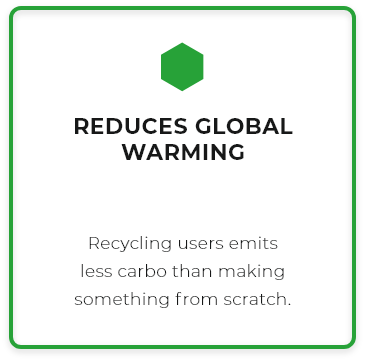 REDUCES GLOBAL
WARMING
Recycling users emits
less carbo than making
something from scratch.